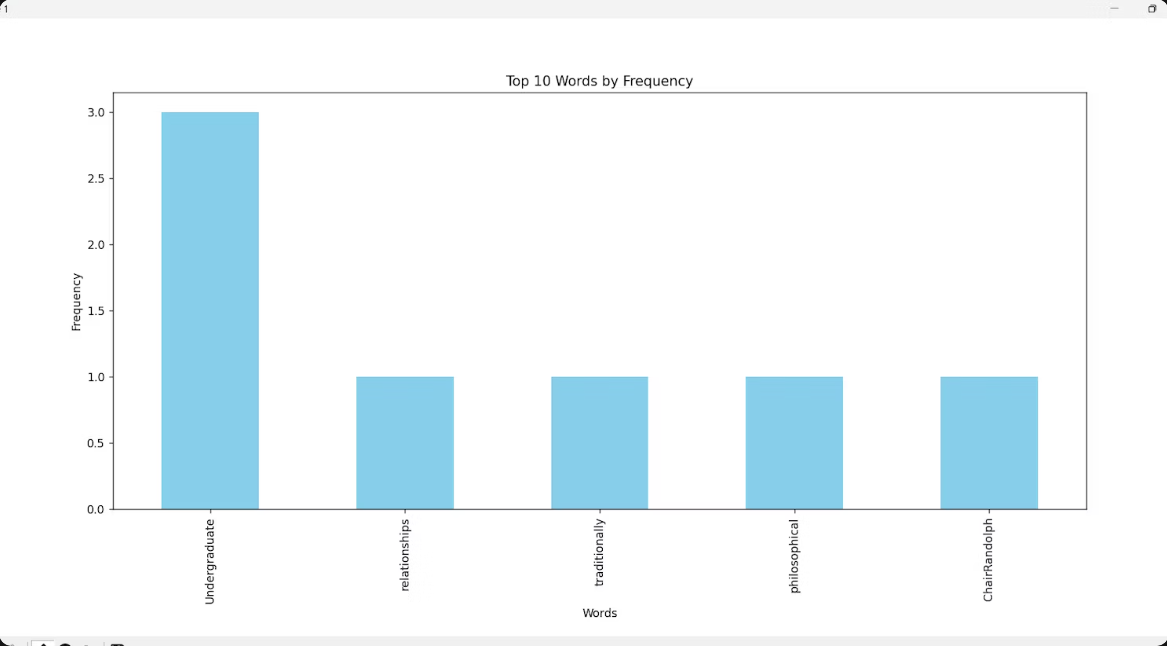 1
Top 10 Words by Frequency
3.0
2.5
2.0
1.5
1.0
0.5
0.0
Frequency
Undergraduate
relationships
traditionally
philosophical
ChairRandolph
Words